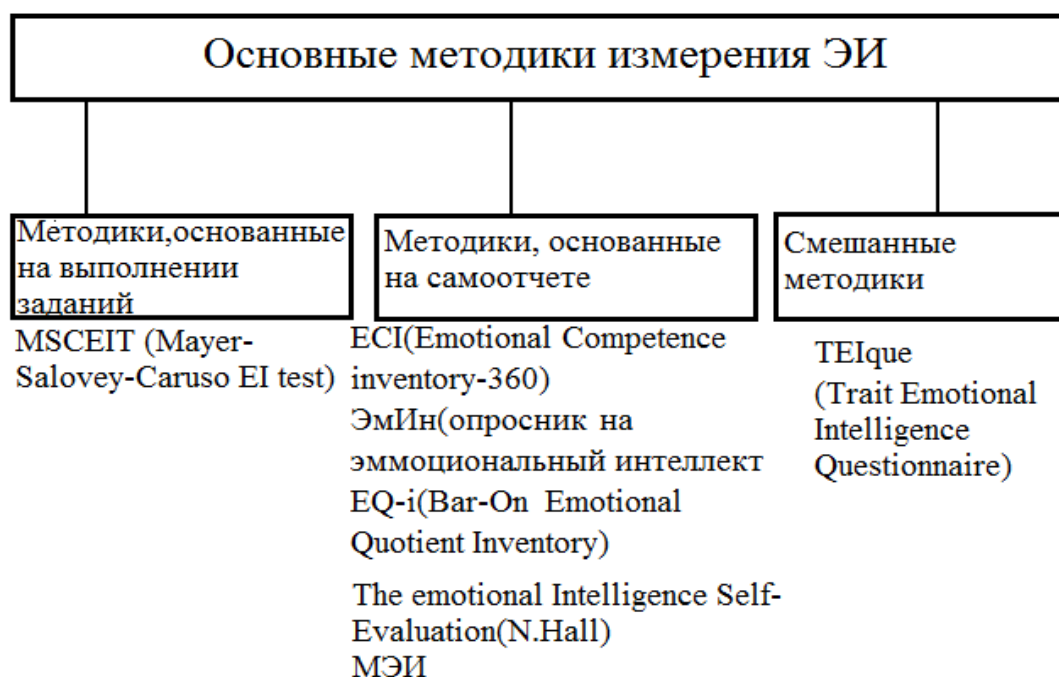 Основные методики измерения ЭИ
Методики,основанные
на выполнении
заданий
MSCEIT (Mayer-
Salovey-Caruso EI test)
Методики, основанные
на самоотчете
ECI(Emotional Competence
inventory-360)
ЭмИн(опросник на
эммоциональный интеллект
EQ-i(Bar-On Emotional
Quotient Inventory)
The emotional Intelligence Self-
Evaluation(N.Hall)
МЭИ
Смешанные
методики
TEIque
(Trait Emotional
Intelligence
Questionnaire)